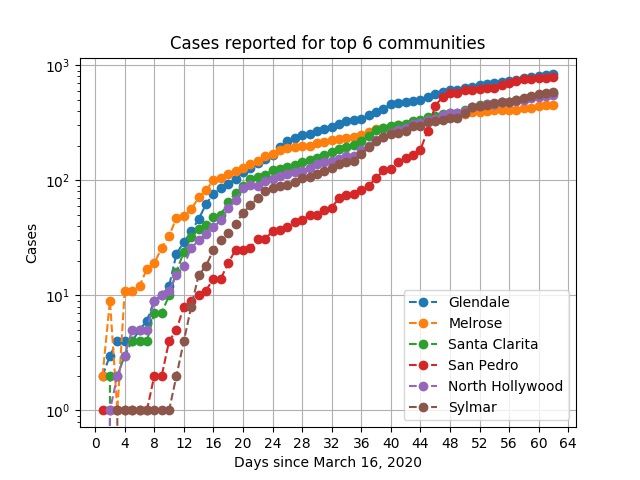 Cases reported for top 6 communities
Cases
10³
10²
10¹
10⁰
Glendale
Melrose
Santa Clarita
San Pedro
North Hollywood
Sylmar
0 4 8 12 16 20 24 28 32 36 40 44 48 52 56 60 64
Days since March 16, 2020